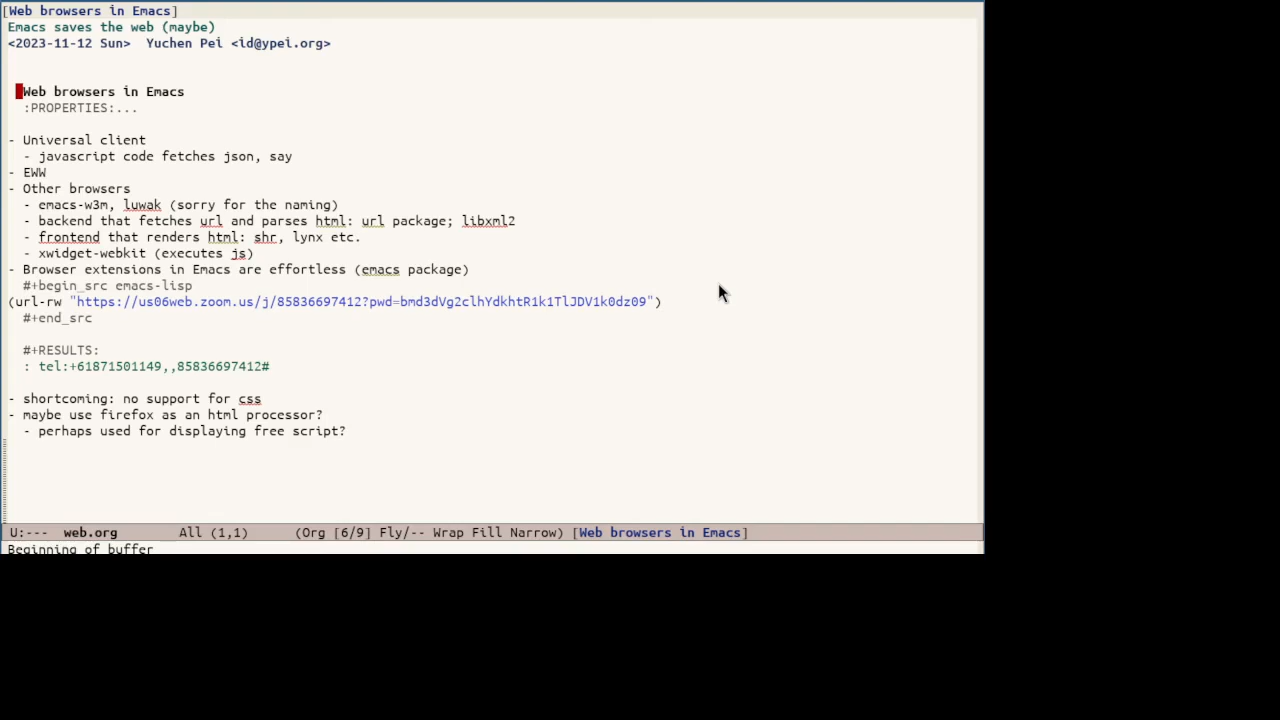 [Web browsers in Emacs]
Emacs saves the web (maybe)
<2023-11-12 Sun>  Yuchen Pei <id@ypei.org>
Web browsers in Emacs
:PROPERTIES:...
- Universal client
  - javascript code fetches json, say
- EWW
- Other browsers
  - emacs-w3m, luwak (sorry for the naming)
  - backend that fetches url and parses html: url package; libxml2
  - frontend that renders html: shr, lynx etc.
  - xwidget-webkit (executes js)
- Browser extensions in Emacs are effortless (emacs package)
  #+begin_src emacs-lisp
(url-rw "https://us06web.zoom.us/j/85836697412?pwd=bmd3dVg2clhYdkhtR1k1TlJDV1k0dz09")
  #+end_src
  #+RESULTS:
  : tel:+61871501149,,85836697412#
- shortcoming: no support for css
- maybe use firefox as an html processor?
  - perhaps used for displaying free script?
U:---  web.org        All (1,1)      (Org [6/9] Fly/-- Wrap Fill Narrow) [Web browsers in Emacs]
Beginning of buffer